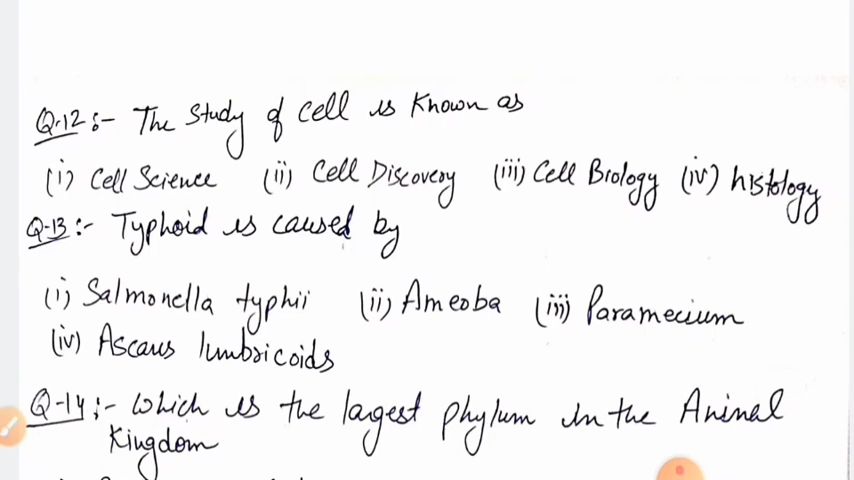 Q.12:- The Study of cell is Known as
(i) Cell Science (ii) Cell Discovery (iii) Cell Biology (iv) histology
Q-13:- Typhoid is caused by
(i) Salmonella typhii (ii) Ameoba (iii) Paramecium
(iv) Ascaus lumbricoids
Q-14:- Which is the largest phylum in the Animal
Kingdom